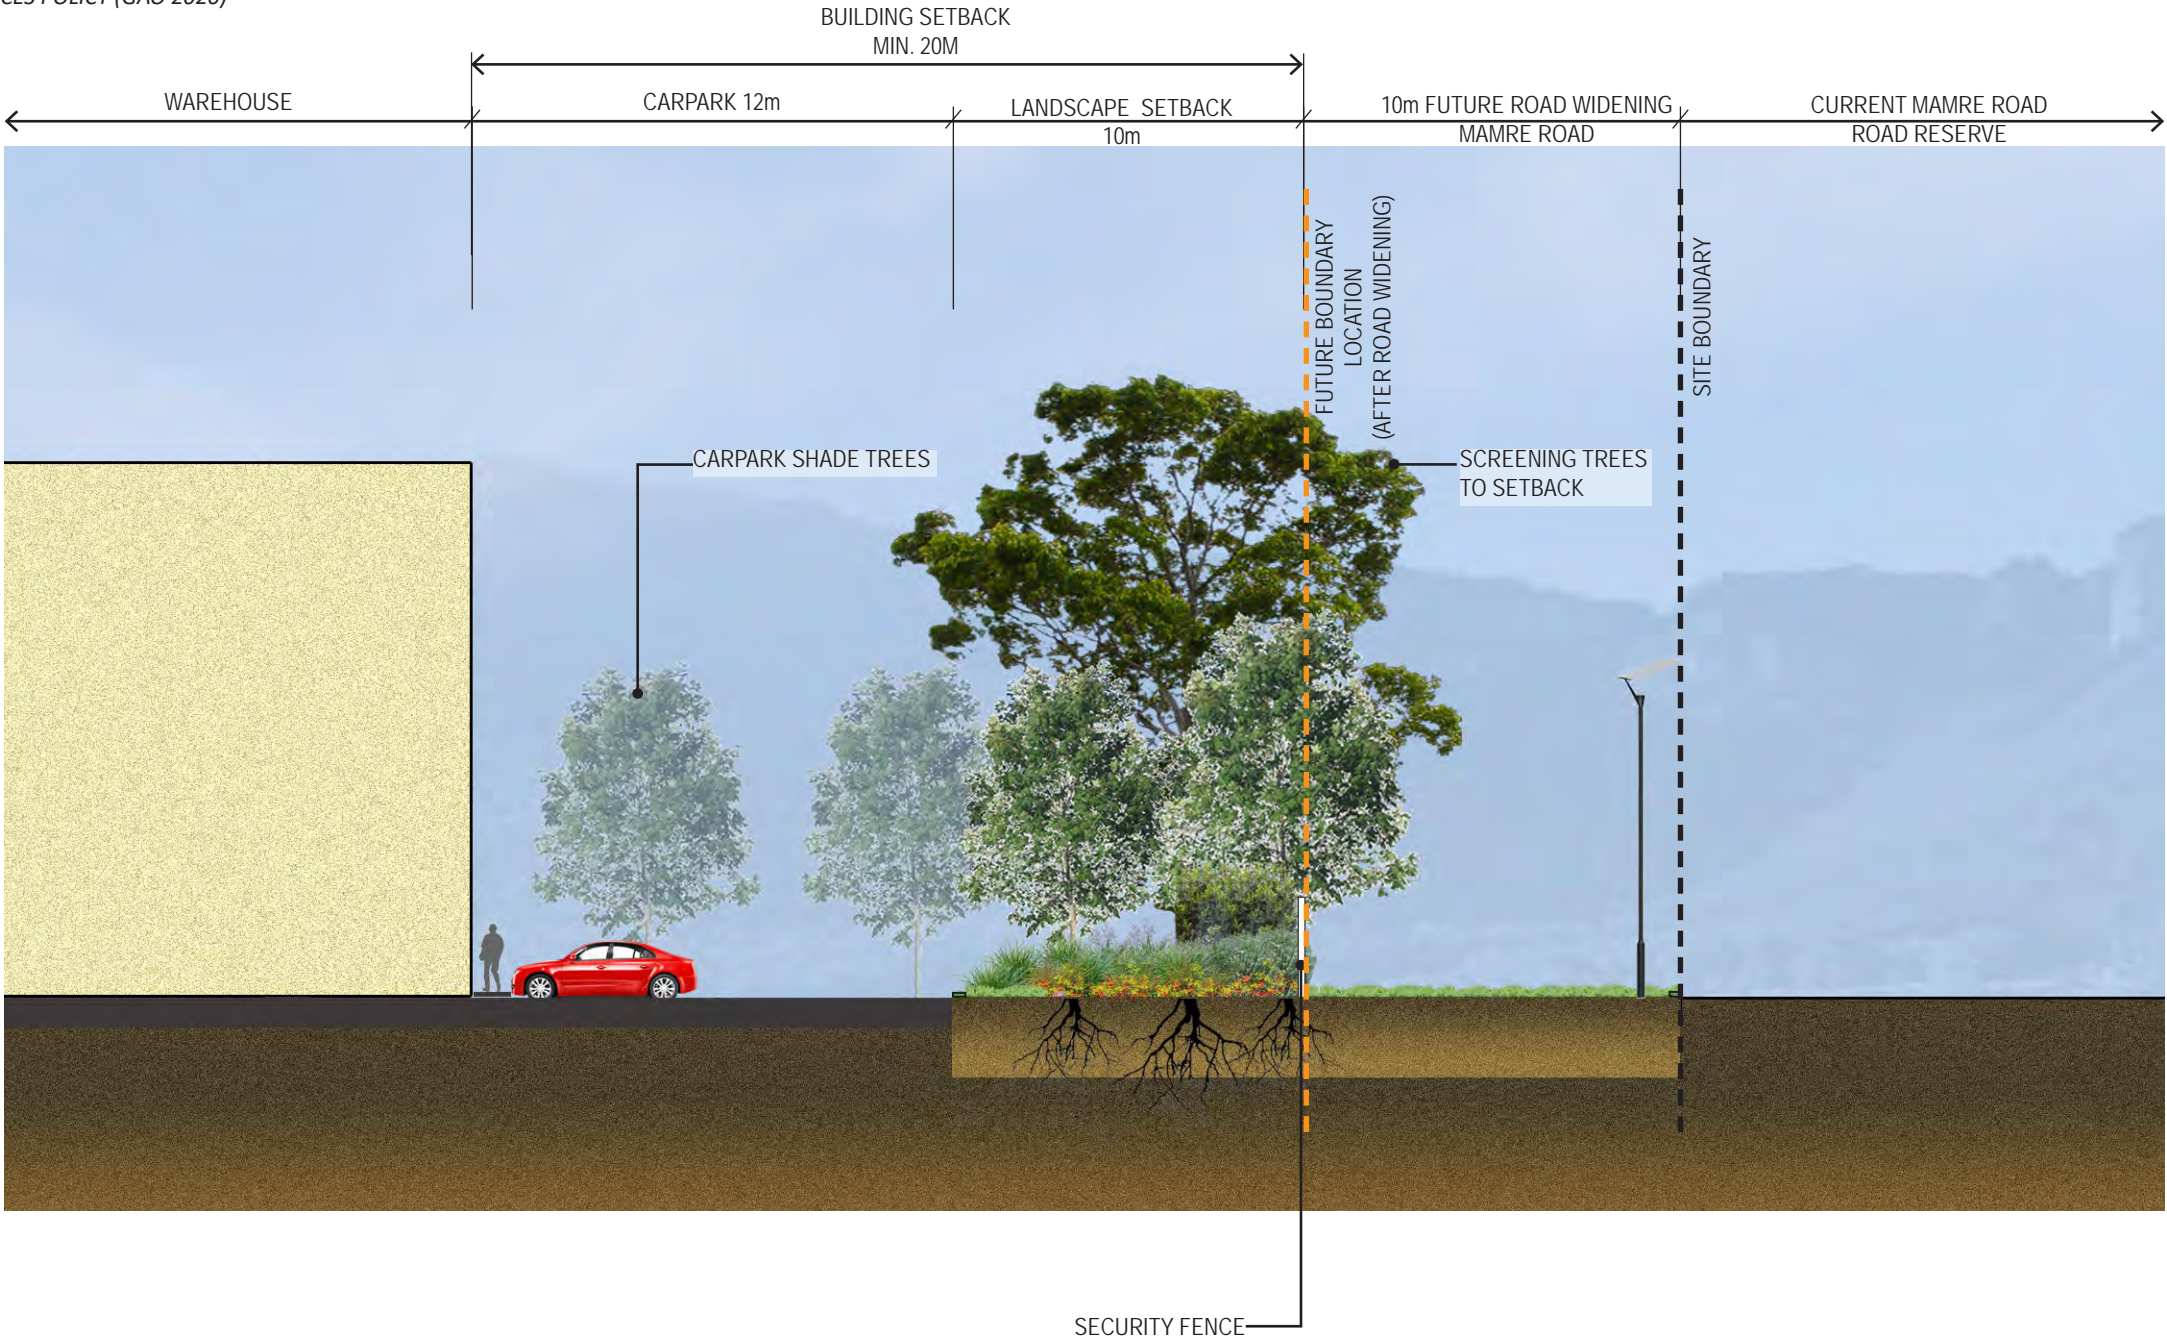 BUILDING SETBACK
MIN. 20M
WAREHOUSE
CARPARK 12m
LANDSCAPE SETBACK
10m
10m FUTURE ROAD WIDENING
MAMRE ROAD
CURRENT MAMRE ROAD
ROAD RESERVE
FUTURE BOUNDARY
LOCATION
(AFTER ROAD WIDENING)
SITE BOUNDARY
CARPARK SHADE TREES
SCREENING TREES
TO SETBACK
SECURITY FENCE